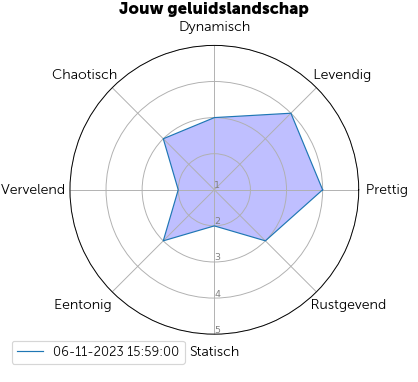 Jouw geluidslandschap
Dynamisch
Chaotisch
Levendig
Vervelend
1
Prettig
2
3
4
Eentonig
Rustgevend
5
06-11-2023 15:59:00
Statisch